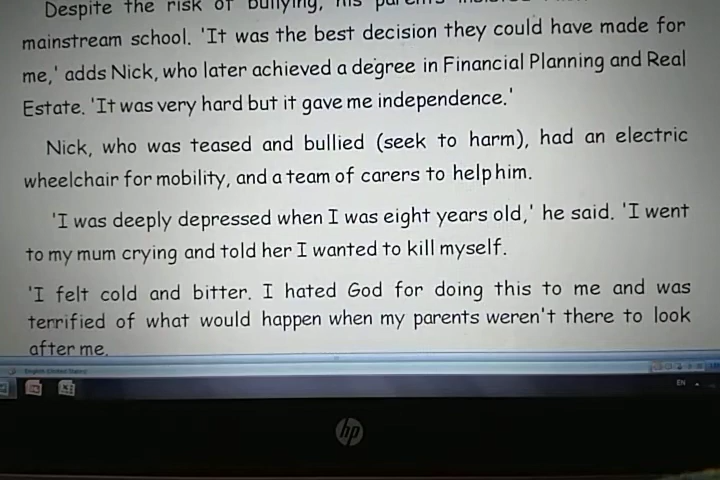 Despite the risk of bullying, his parents
mainstream school. 'It was the best decision they could have made for
me,' adds Nick, who later achieved a degree in Financial Planning and Real
Estate. 'It was very hard but it gave me independence.'
Nick, who was teased and bullied (seek to harm), had an electric
wheelchair for mobility, and a team of carers to help him.
'I was deeply depressed when I was eight years old,' he said. 'I went
to my mum crying and told her I wanted to kill myself.
'I felt cold and bitter. I hated God for doing this to me and was
terrified of what would happen when my parents weren't there to look
after me.
English (United States)
EN
hp